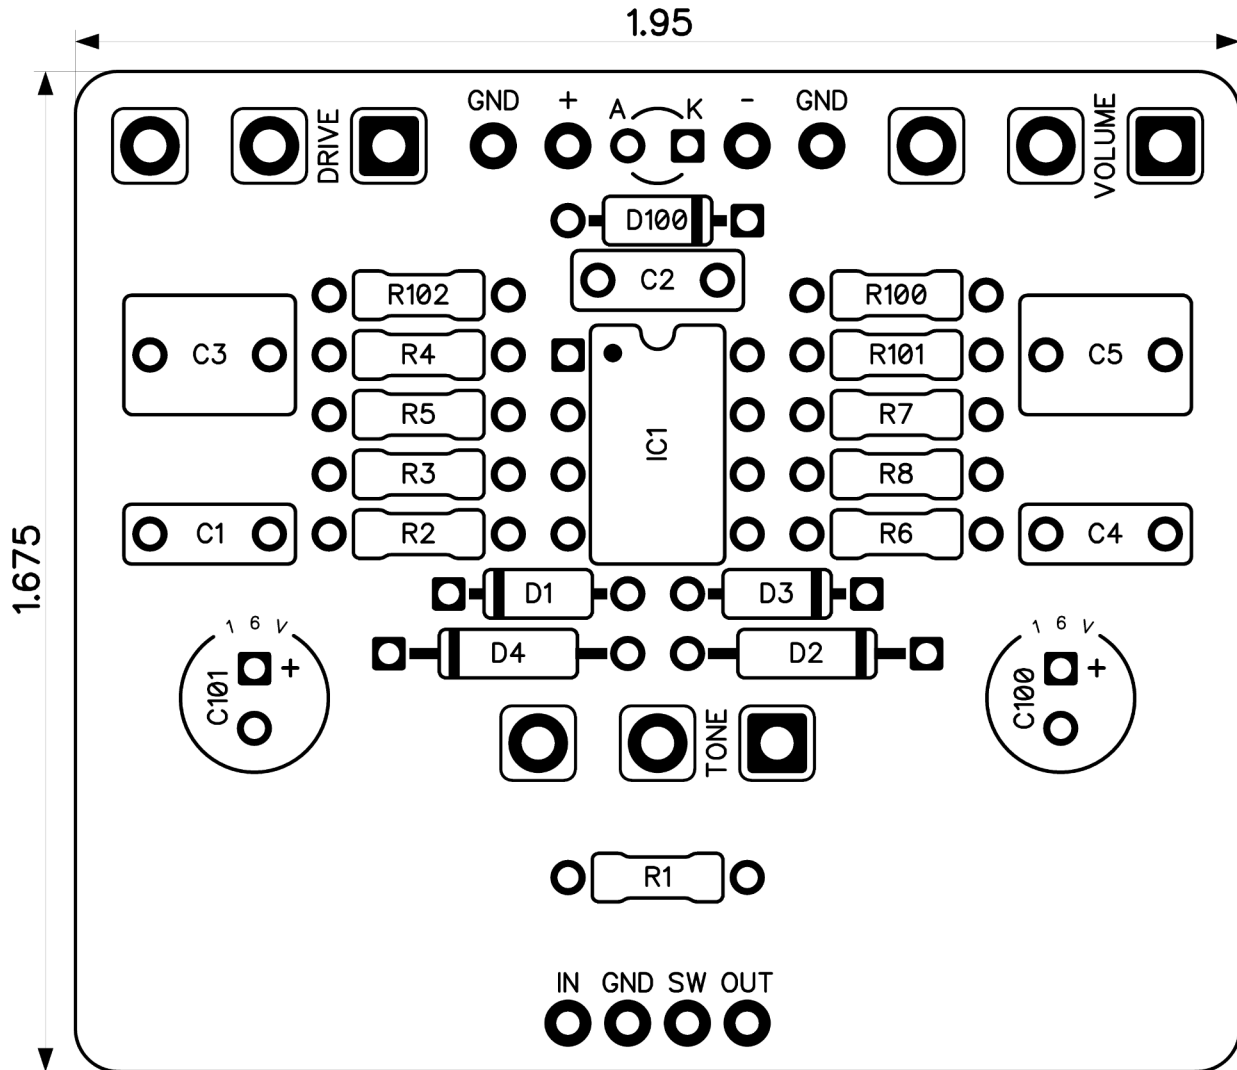 1.95
GND + A K - GND
DRIVE
VOLUME
D100
C2
R102
R100
C3
R4
R101
C5
R5
R7
IC1
R3
R8
C1
R2
R6
C4
D1
D3
16V
16V
D4
D2
C101
+
C100
+
TONE
R1
IN GND SW OUT
1.675